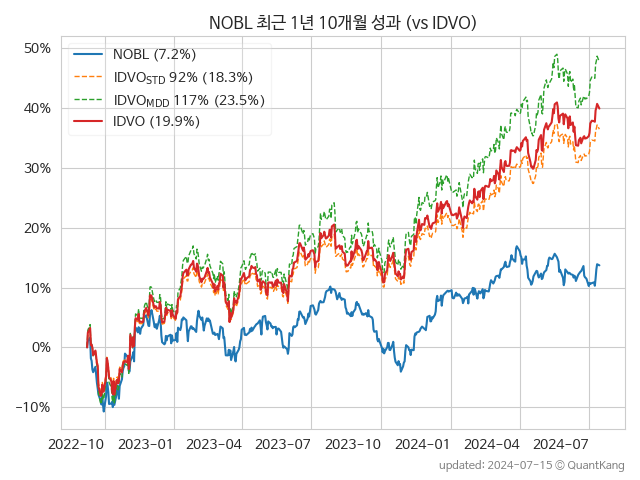 NOBL 최근 1년 10개월 성과 (vs IDVO)
50%
40%
30%
20%
10%
0%
−10%
NOBL (7.2%)
IDVO_STD 92% (18.3%)
IDVO_MDD 117% (23.5%)
IDVO (19.9%)
2022-10 2023-01 2023-04 2023-07 2023-10 2024-01 2024-04 2024-07
updated: 2024-07-15 © QuantKang